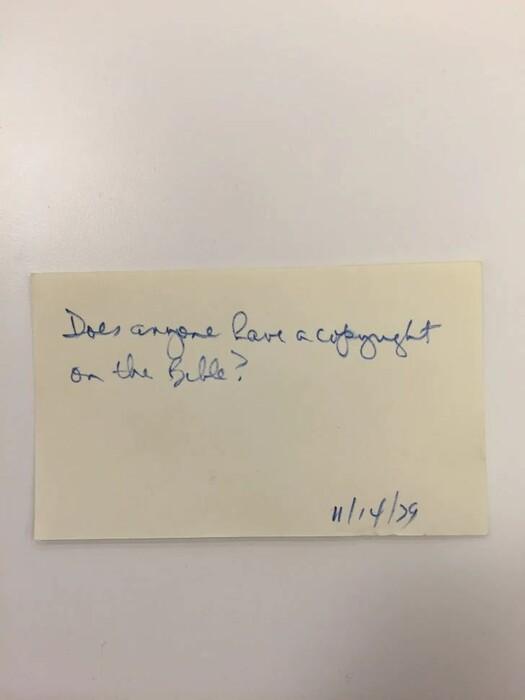 Does anyone have a copyright
on the Bible?
11/14/79